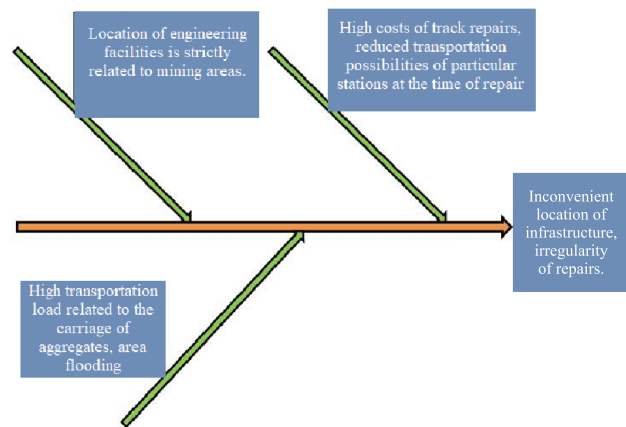 Location of engineering
facilities is strictly
related to mining areas.
High costs of track repairs,
reduced transportation
possibilities of particular
stations at the time of repair
Inconvenient
location of
infrastructure,
irregularity
of repairs.
High transportation
load related to the
carriage of
aggregates, area
flooding